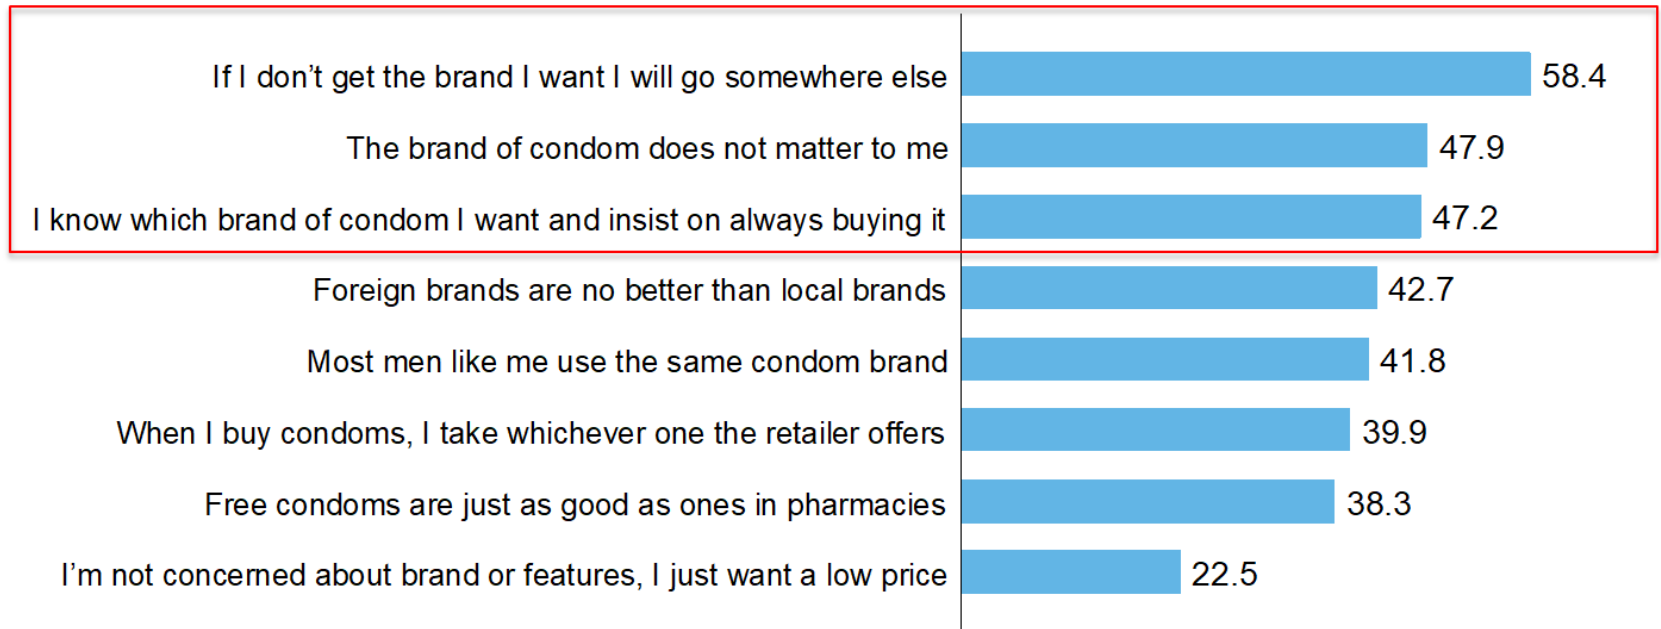 If I don’t get the brand I want I will go somewhere else 58.4
The brand of condom does not matter to me 47.9
I know which brand of condom I want and insist on always buying it 47.2
Foreign brands are no better than local brands 42.7
Most men like me use the same condom brand 41.8
When I buy condoms, I take whichever one the retailer offers 39.9
Free condoms are just as good as ones in pharmacies 38.3
I’m not concerned about brand or features, I just want a low price 22.5